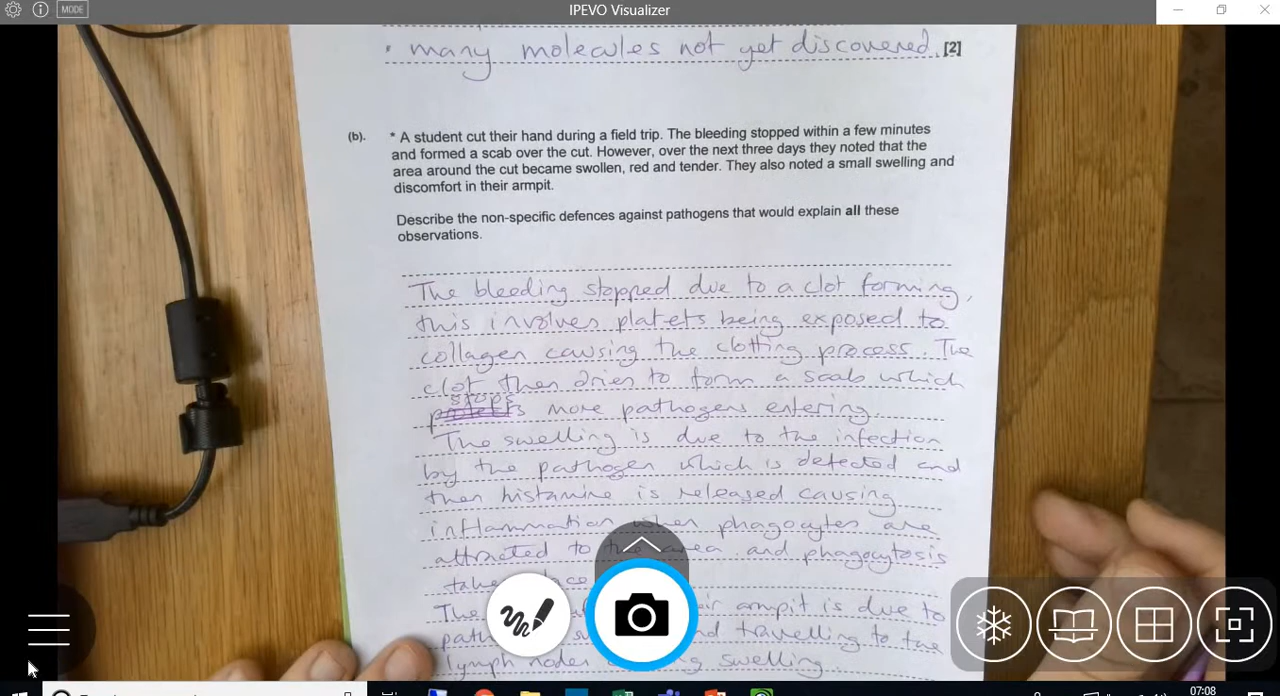 MODE
IPEVO Visualizer
• many molecules not yet discovered. [2]
(b). * A student cut their hand during a field trip. The bleeding stopped within a few minutes
and formed a scab over the cut. However, over the next three days they noted that the
area around the cut became swollen, red and tender. They also noted a small swelling and
discomfort in their armpit.
Describe the non-specific defences against pathogens that would explain all these
observations.
The bleeding stopped due to a clot forming,
this involves platets being exposed to
collagen causing the clotting process. The
clot then dries to form a scab which
stops more pathogens entering.
The swelling is due to the infection
by the pathogen which is detected and
then histamine is released causing
inflammation when phagocytes are
attracted to the area and phagocytosis
The armpit is due to
travelling to the
lymph nodes swelling.
07:08